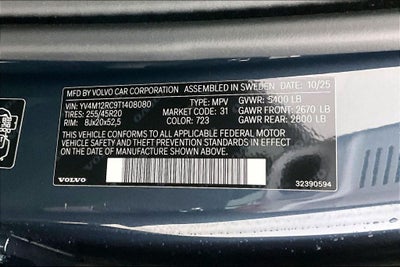 MFD BY VOLVO CAR CORPORATION ASSEMBLED IN SWEDEN 10/25
VIN: YV4M12RC9T1408080 TYPE: MPV GVWR: 5400 LB
TIRES: 255/45R20 MARKET CODE: 31 GAWR FRONT: 2670 LB
RIM: 8Jx20x52,5 COLOR: 723 GAWR REAR: 2800 LB
THIS VEHICLE CONFORMS TO ALL APPLICABLE FEDERAL MOTOR
VEHICLE SAFETY AND THEFT PREVENTION STANDARDS IN EFFECT ON THE
DATE OF MANUFACTURE SHOWN ABOVE.
VOLVO 32390594